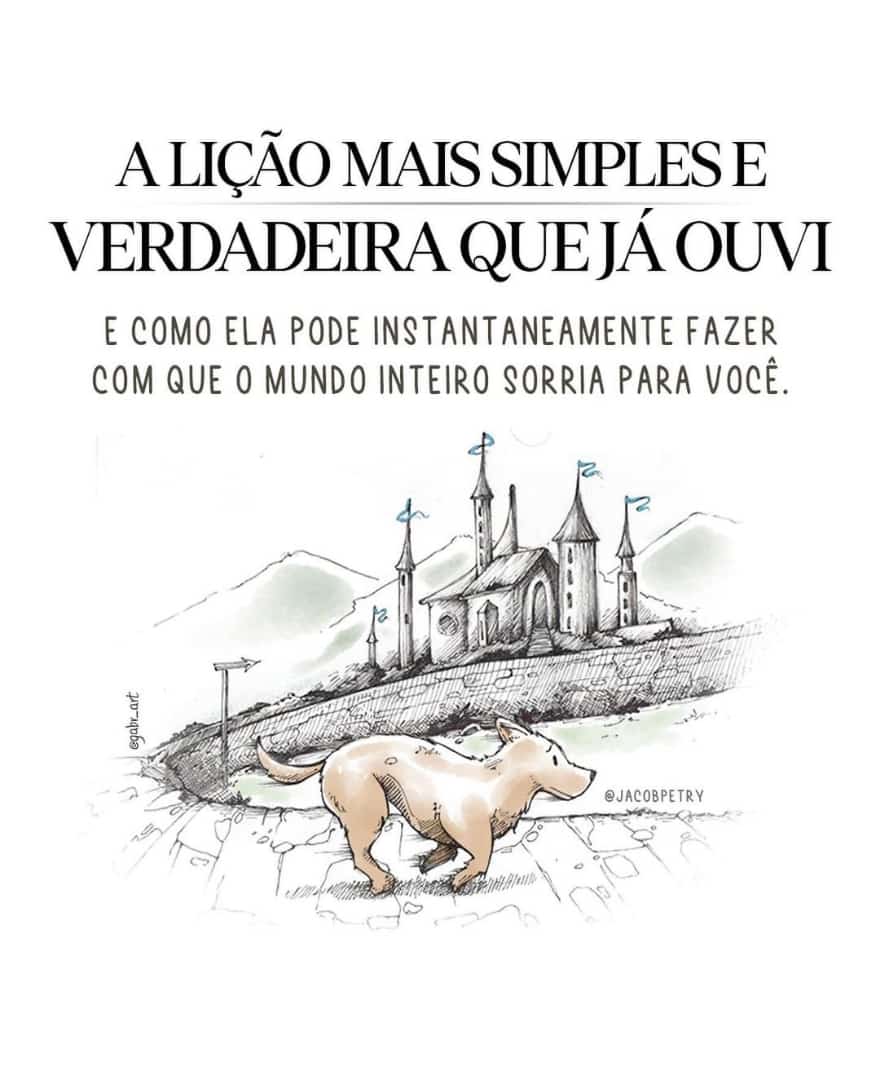 A LIÇÃO MAIS SIMPLES E
VERDADEIRA QUE JÁ OUVI
E COMO ELA PODE INSTANTANEAMENTE FAZER
COM QUE O MUNDO INTEIRO SORRIA PARA VOCÊ.
@gabx_art
@JACOBPETRY